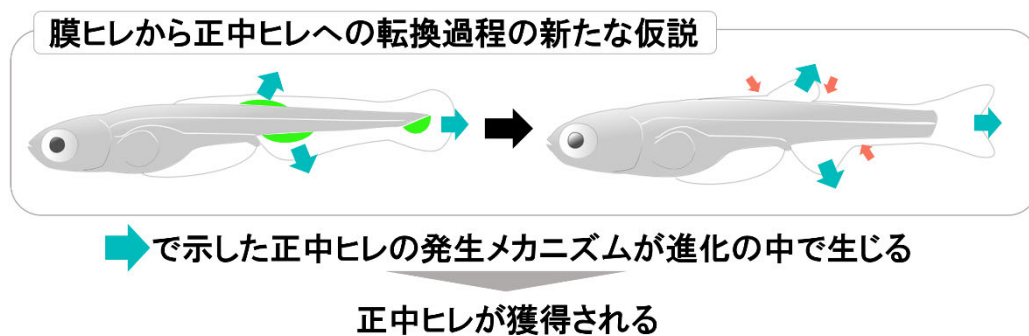 膜ヒレから正中ヒレへの転換過程の新たな仮説
で示した正中ヒレの発生メカニズムが進化の中で生じる
正中ヒレが獲得される